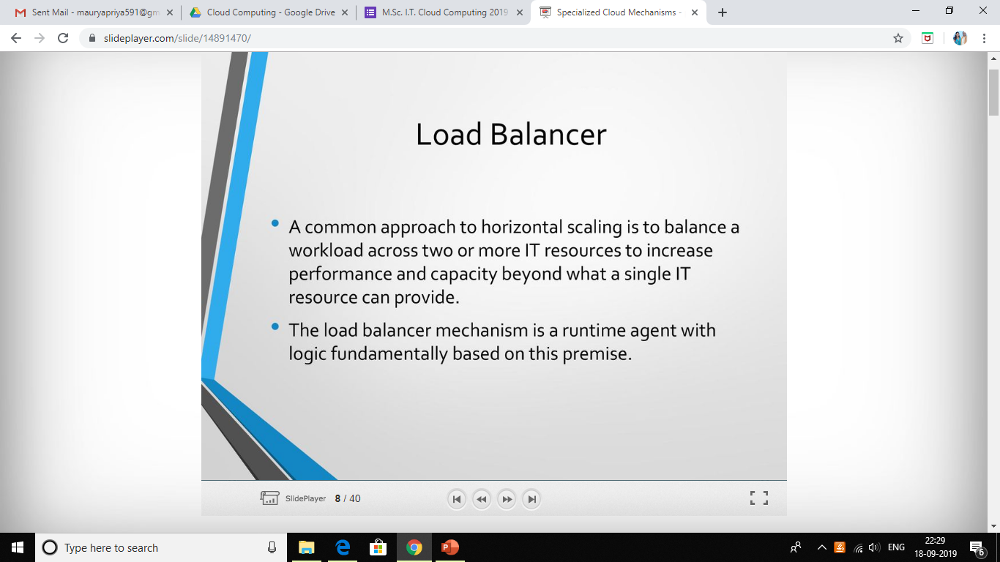 Sent Mail - mauryapriya591@gm
Cloud Computing - Google Drive
M.Sc. I.T. Cloud Computing 2019
Specialized Cloud Mechanisms -
slideplayer.com/slide/14891470/
Load Balancer
A common approach to horizontal scaling is to balance a
workload across two or more IT resources to increase
performance and capacity beyond what a single IT
resource can provide.
The load balancer mechanism is a runtime agent with
logic fundamentally based on this premise.
SlidePlayer 8 / 40
Type here to search
ENG
22:29
18-09-2019
6